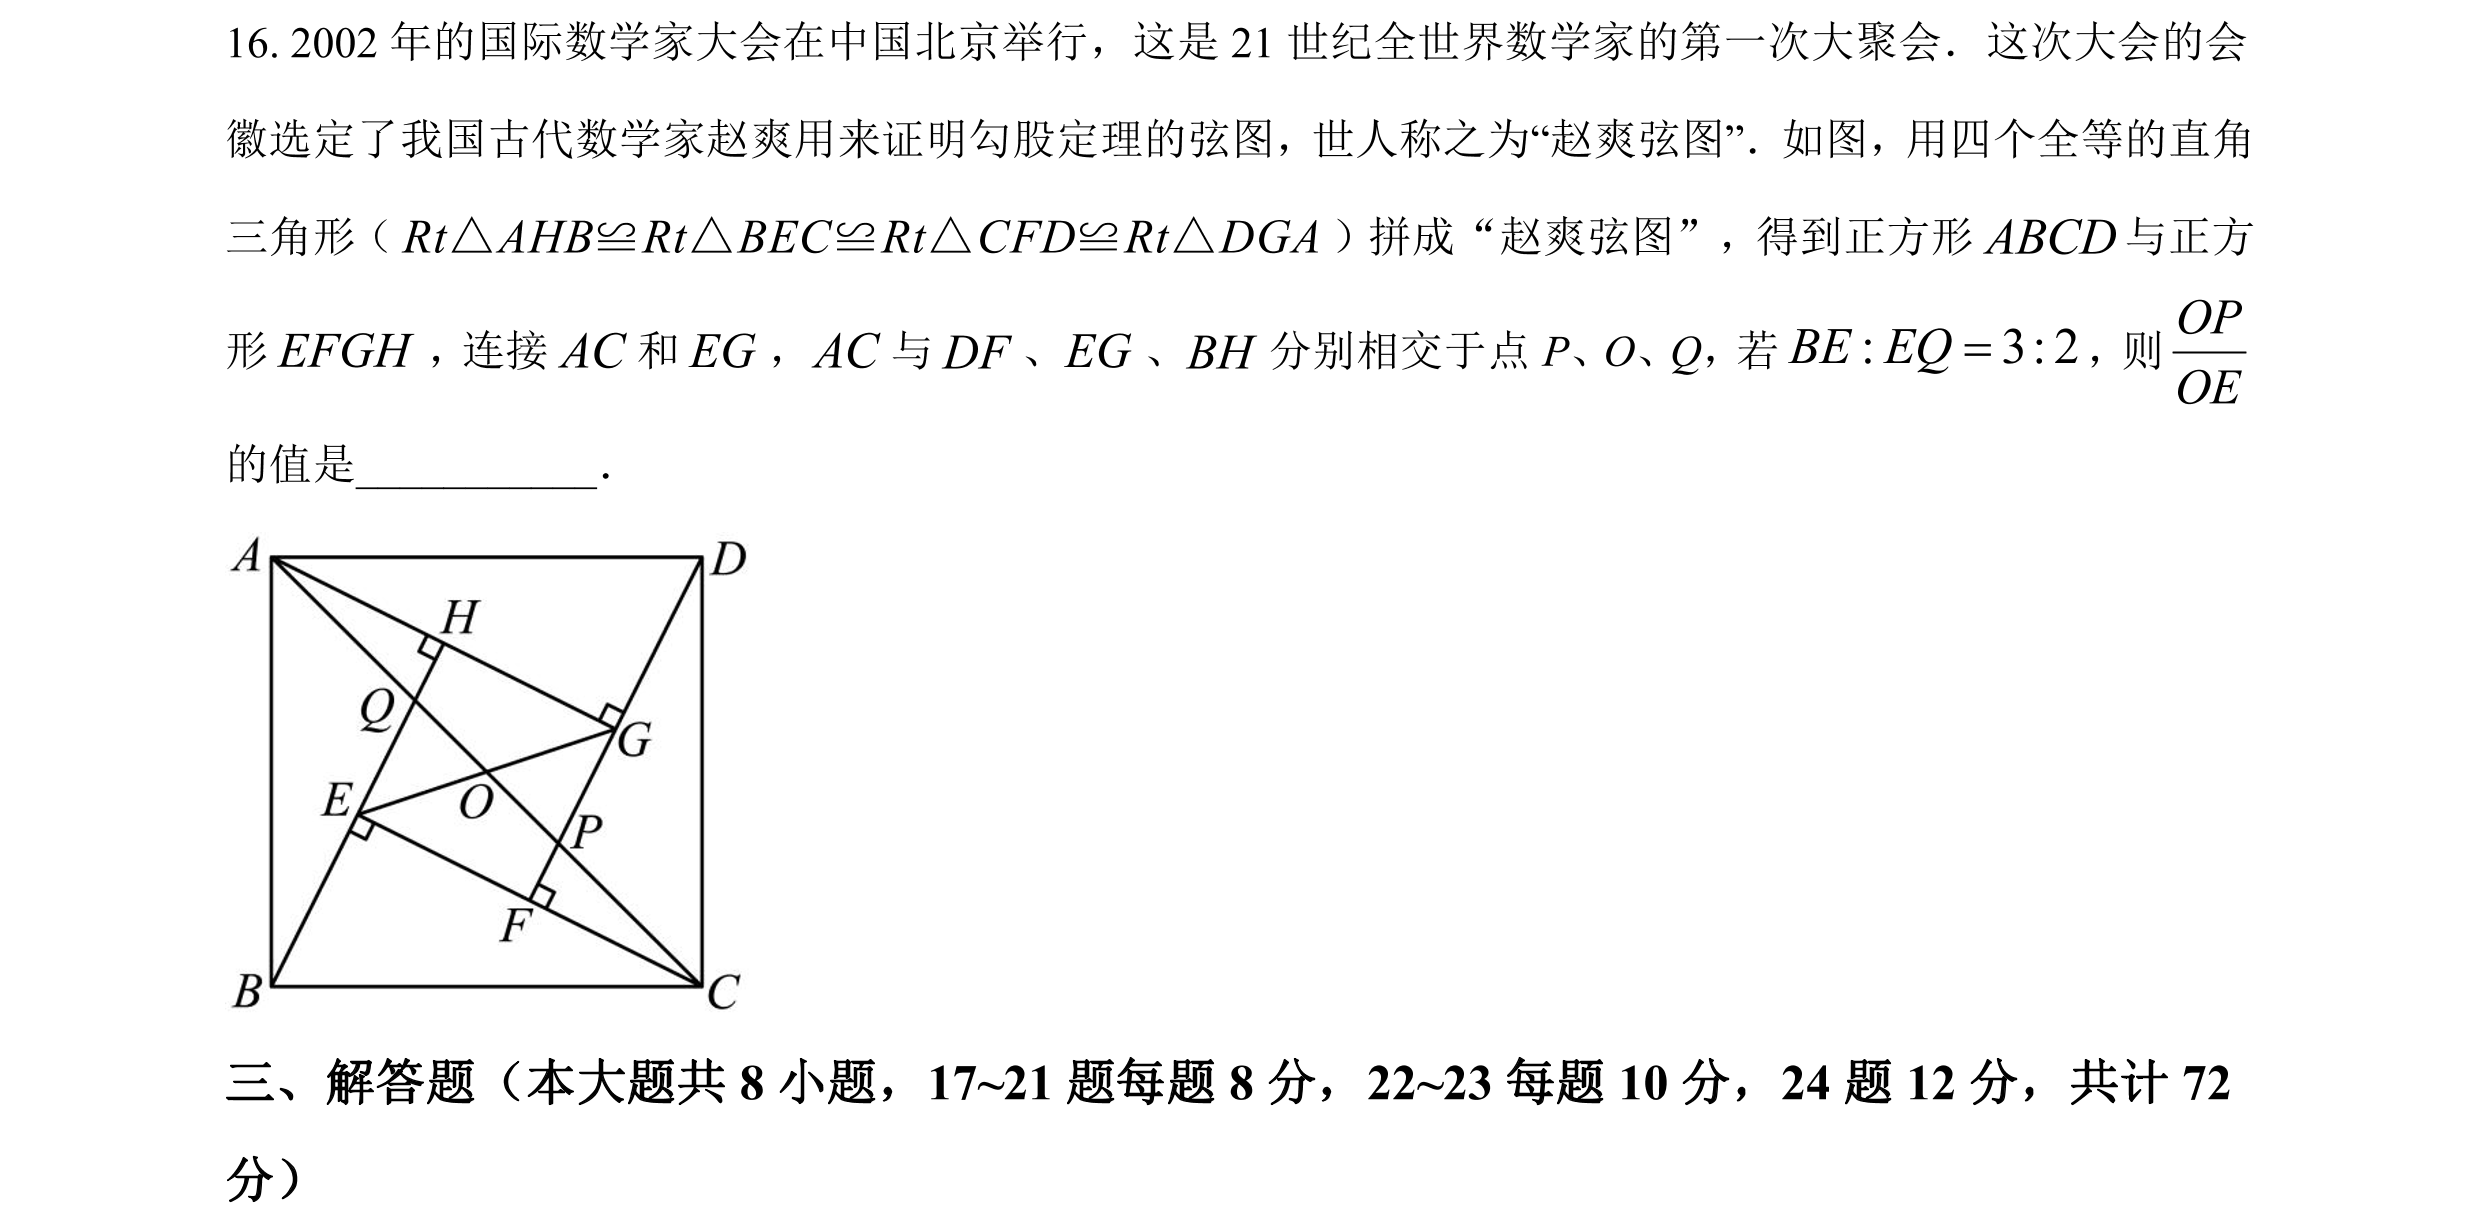 16. 2002 年的国际数学家大会在中国北京举行，这是 21 世纪全世界数学家的第一次大聚会．这次大会的会
徽选定了我国古代数学家赵爽用来证明勾股定理的弦图，世人称之为“赵爽弦图”．如图，用四个全等的直角
三角形（Rt△AHB≌Rt△BEC≌Rt△CFD≌Rt△DGA）拼成“赵爽弦图”，得到正方形 ABCD 与正方
形 EFGH，连接 AC 和 EG，AC 与 DF、EG、BH 分别相交于点 P、O、Q，若 BE:EQ=3:2，则 OP/OE
的值是___________．
A
D
H
Q
G
E
O
P
F
B
C
三、解答题（本大题共 8 小题，17~21 题每题 8 分，22~23 每题 10 分，24 题 12 分，共计 72
分）